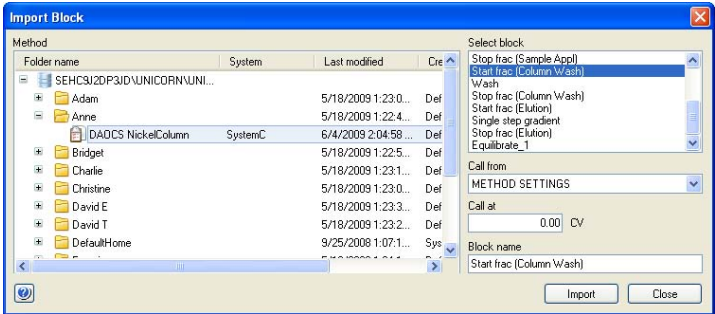 Import Block
Method
Folder name System Last modified Cre
SEHC9J2DP3JD\UNICORN\UNI...
Adam 5/18/2009 1:23:0... Def
Anne 5/18/2009 1:22:4... Def
DAOCS NickelColumn SystemC 6/4/2009 2:04:58 ... Def
Bridget 5/18/2009 1:22:5... Def
Charlie 5/18/2009 1:23:1... Def
Christine 5/18/2009 1:23:0... Def
David E 5/18/2009 1:23:3... Def
David T 5/18/2009 1:23:2... Def
DefaultHome 9/25/2008 1:07:1... Sys
Select block
Stop frac (Sample Appl)
Start frac (Column Wash)
Wash
Stop frac (Column Wash)
Start frac (Elution)
Single step gradient
Stop frac (Elution)
Equilibrate_1
Call from
METHOD SETTINGS
Call at
0.00 CV
Block name
Start frac (Column Wash)
Import Close